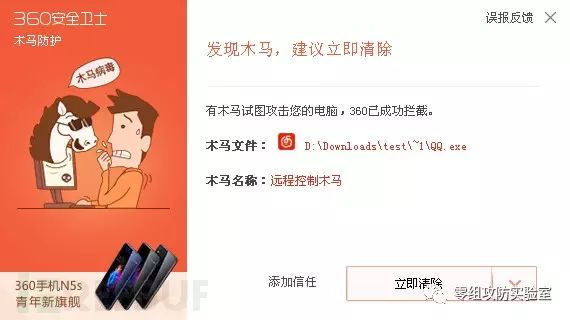 360安全卫士
木马防护
误报反馈
木马病毒
发现木马，建议立即清除
有木马试图攻击您的电脑，360已成功拦截。
木马文件：D:\Downloads\test\~1\QQ.exe
木马名称：远程控制木马
360手机N5s
青年新旗舰
添加信任
立即清除
零组攻防实验室